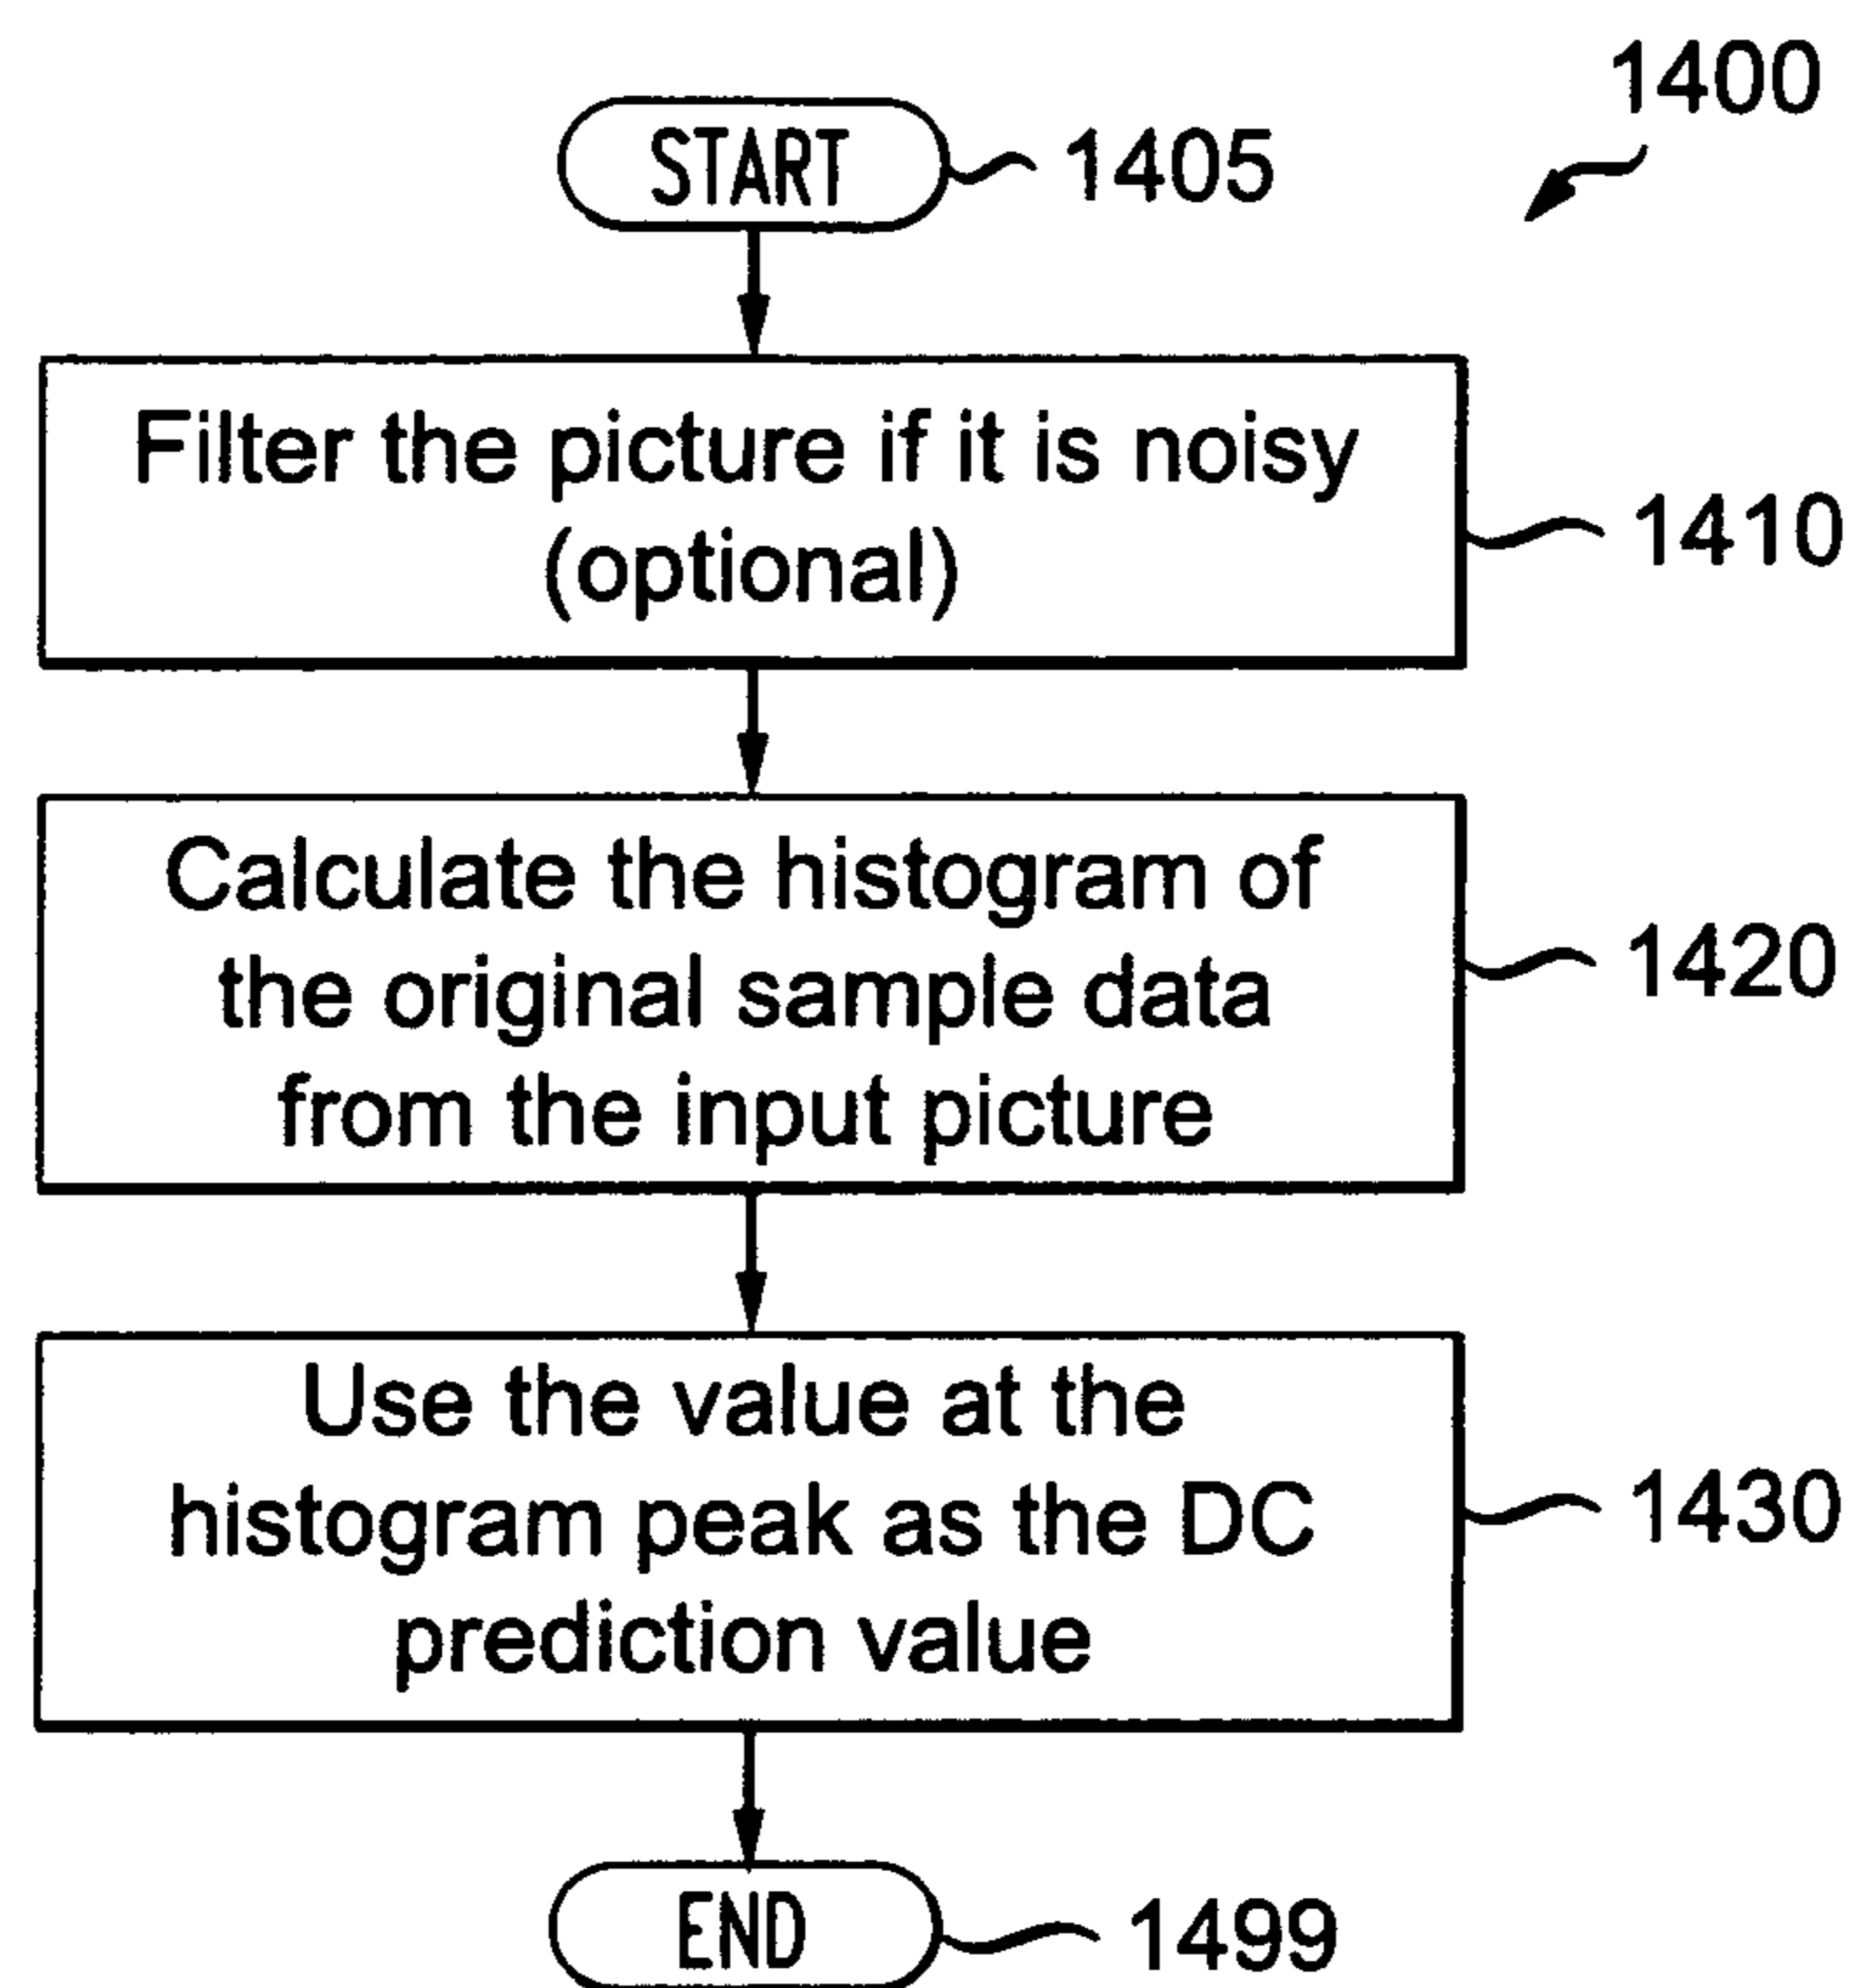 1400
START
1405
Filter the picture if it is noisy
(optional)
1410
Calculate the histogram of
the original sample data
from the input picture
1420
Use the value at the
histogram peak as the DC
prediction value
1430
END
1499